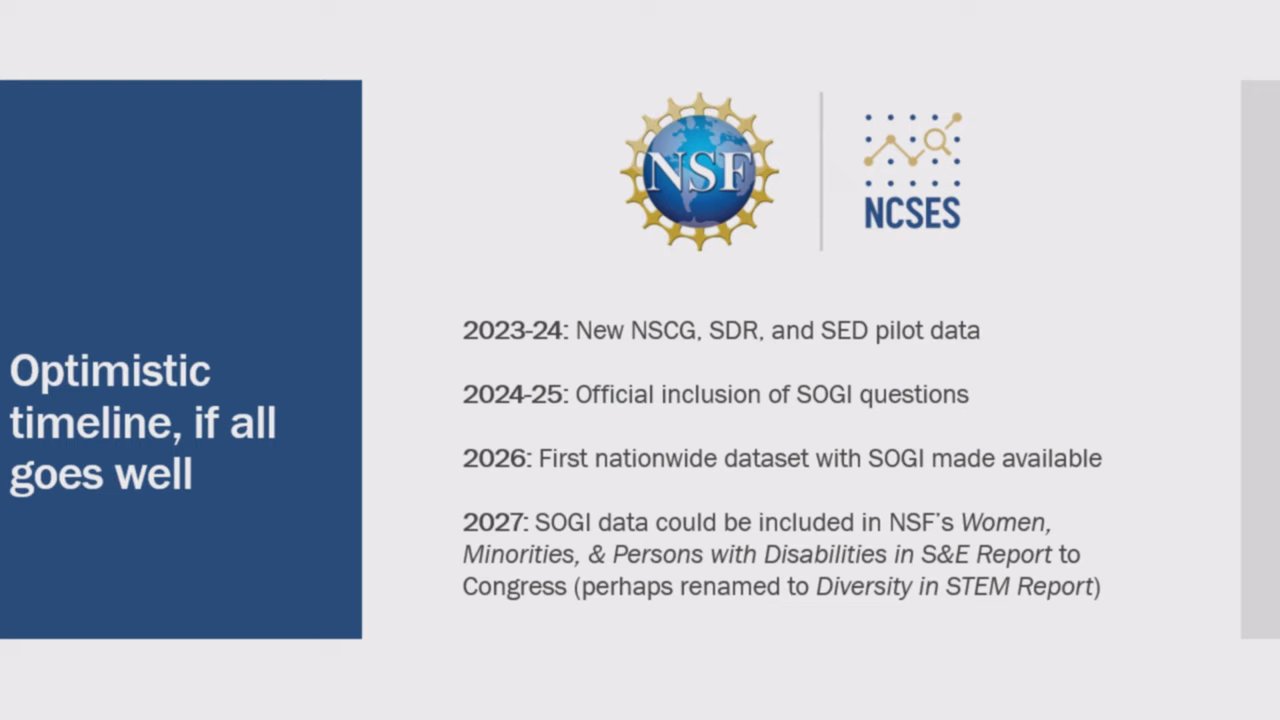 Optimistic
timeline, if all
goes well
NSF
NCSES
2023-24: New NSCG, SDR, and SED pilot data
2024-25: Official inclusion of SOGI questions
2026: First nationwide dataset with SOGI made available
2027: SOGI data could be included in NSF's Women,
Minorities, & Persons with Disabilities in S&E Report to
Congress (perhaps renamed to Diversity in STEM Report)